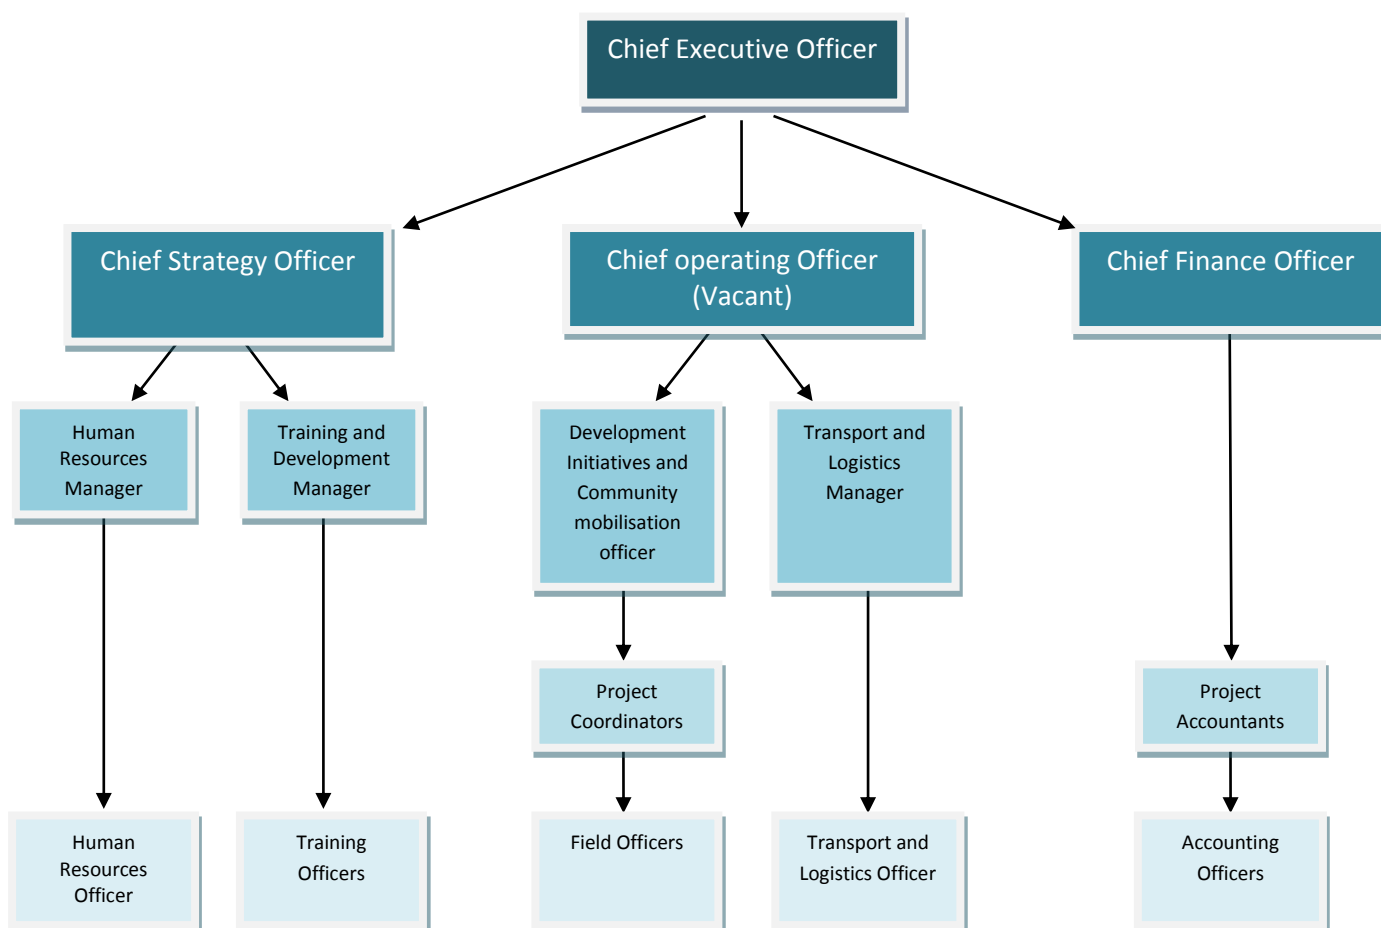 Chief Executive Officer
Chief Strategy Officer
Chief operating Officer
(Vacant)
Chief Finance Officer
Human
Resources
Manager
Training and
Development
Manager
Development
Initiatives and
Community
mobilisation
officer
Transport and
Logistics
Manager
Project
Coordinators
Project
Accountants
Human
Resources
Officer
Training
Officers
Field Officers
Transport and
Logistics Officer
Accounting
Officers